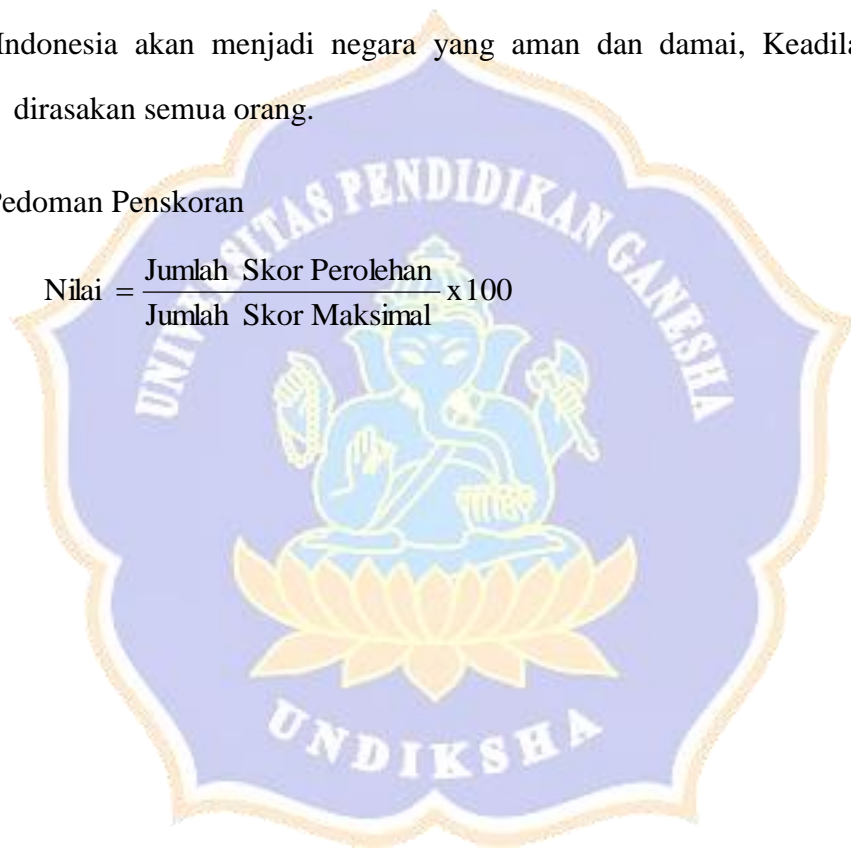 Indonesia akan menjadi negara yang aman dan damai,
dirasakan semua orang.
Pedoman Penskoran
Nilai = Jumlah Skor Perolehan / Jumlah Skor Maksimal x 100
UNIVERSITAS PENDIDIKAN GANESHA
UNDIKSHA